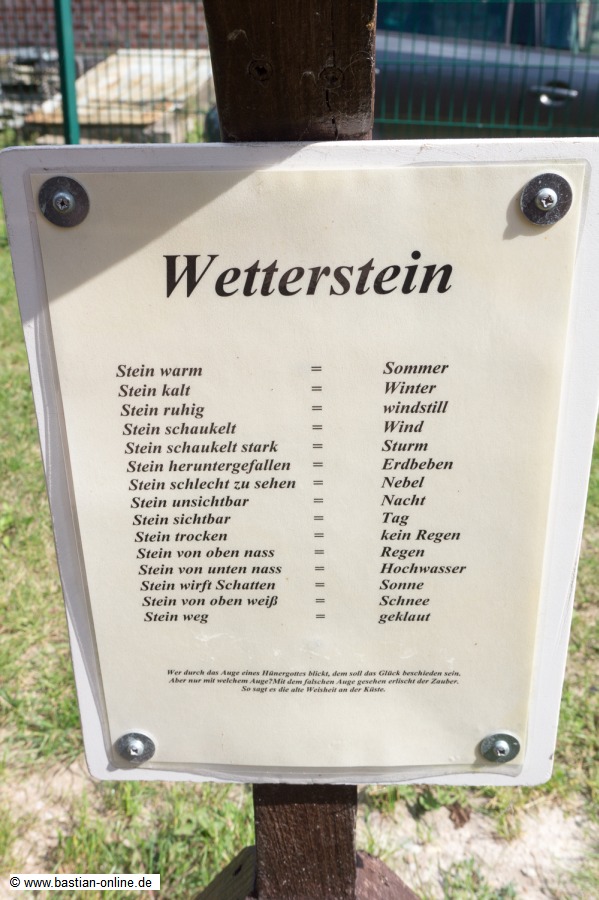 Wetterstein
Stein warm = Sommer
Stein kalt = Winter
Stein ruhig = windstill
Stein schaukelt = Wind
Stein schaukelt stark = Sturm
Stein heruntergefallen = Erdbeben
Stein schlecht zu sehen = Nebel
Stein unsichtbar = Nacht
Stein sichtbar = Tag
Stein trocken = kein Regen
Stein von oben nass = Regen
Stein von unten nass = Hochwasser
Stein wirft Schatten = Sonne
Stein von oben weiß = Schnee
Stein weg = geklaut
Wer durch das Auge eines Hünergottes blickt, dem soll das Glück beschieden sein.
Aber nur mit welchem Auge?Mit dem falschen Auge gesehen erlischt der Zauber.
So sagt es die alte Weisheit an der Küste.
© www.bastian-online.de